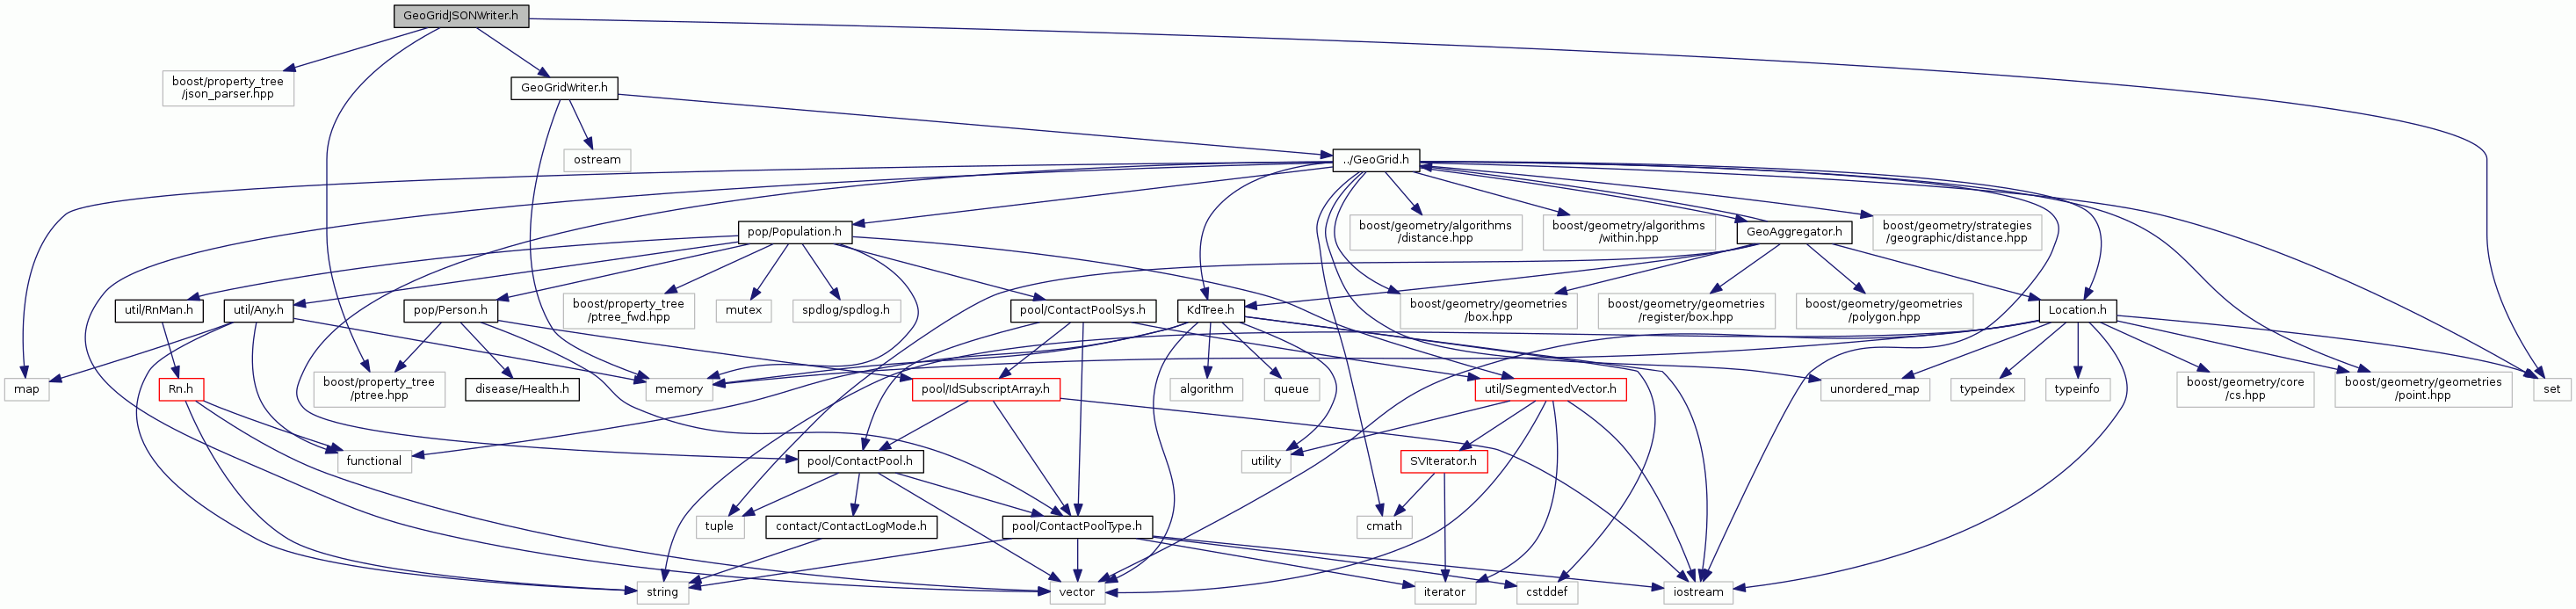 GeoGridJSONWriter.h
boost/property_tree
/json_parser.hpp
GeoGridWriter.h
ostream
../GeoGrid.h
pop/Population.h
boost/geometry/algorithms
/distance.hpp
boost/geometry/algorithms
/within.hpp
GeoAggregator.h
boost/geometry/strategies
/geographic/distance.hpp
util/RnMan.h
util/Any.h
pop/Person.h
boost/property_tree
/ptree_fwd.hpp
mutex
spdlog/spdlog.h
pool/ContactPoolSys.h
KdTree.h
boost/geometry/geometries
/box.hpp
boost/geometry/geometries
/register/box.hpp
boost/geometry/geometries
/polygon.hpp
Location.h
map
Rn.h
boost/property_tree
/ptree.hpp
disease/Health.h
memory
pool/IdSubscriptArray.h
algorithm
queue
util/SegmentedVector.h
unordered_map
typeindex
typeinfo
boost/geometry/core
/cs.hpp
boost/geometry/geometries
/point.hpp
set
functional
pool/ContactPool.h
utility
SVIterator.h
tuple
contact/ContactLogMode.h
pool/ContactPoolType.h
cmath
string
vector
iterator
cstddef
iostream